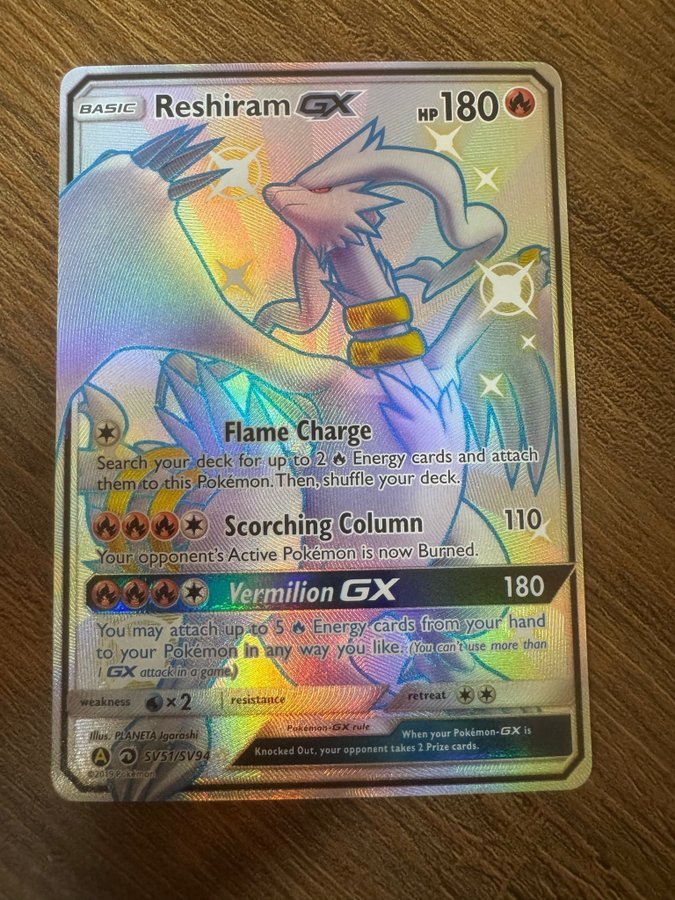 BASIC Reshiram GX HP 180
Flame Charge
Search your deck for up to 2 Energy cards and attach
them to this Pokémon. Then, shuffle your deck.
Scorching Column 110
Your opponent's Active Pokémon is now Burned.
Vermilion GX 180
You may attach up to 5 Energy cards from your hand
to your Pokémon in any way you like. (You can't use more than
1 GX attack in a game.)
weakness ×2 resistance retreat
Illus. PLANETA Igarashi
Pokémon-GX rule When your Pokémon-GX is
Knocked Out, your opponent takes 2 Prize cards.
A SV51/SV94
©2019 Pokémon